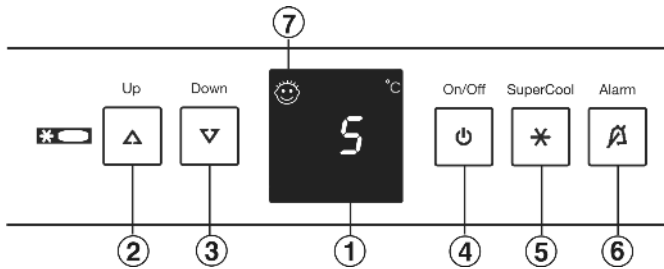 ⑦
Up Down °C On/Off SuperCool Alarm
5
② ③ ① ④ ⑤ ⑥